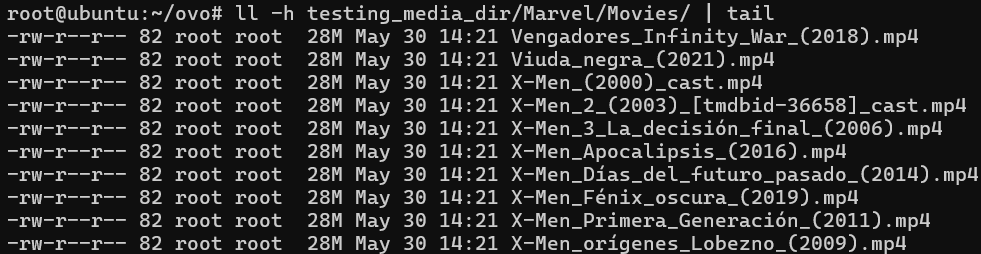 root@ubuntu:~/ovo# ll -h testing_media_dir/Marvel/Movies/ | tail
-rw-r--r-- 82 root root  28M May 30 14:21 Vengadores_Infinity_War_(2018).mp4
-rw-r--r-- 82 root root  28M May 30 14:21 Viuda_negra_(2021).mp4
-rw-r--r-- 82 root root  28M May 30 14:21 X-Men_(2000)_cast.mp4
-rw-r--r-- 82 root root  28M May 30 14:21 X-Men_2_(2003)_[tmdbid-36658]_cast.mp4
-rw-r--r-- 82 root root  28M May 30 14:21 X-Men_3_La_decisión_final_(2006).mp4
-rw-r--r-- 82 root root  28M May 30 14:21 X-Men_Apocalipsis_(2016).mp4
-rw-r--r-- 82 root root  28M May 30 14:21 X-Men_Días_del_futuro_pasado_(2014).mp4
-rw-r--r-- 82 root root  28M May 30 14:21 X-Men_Fénix_oscura_(2019).mp4
-rw-r--r-- 82 root root  28M May 30 14:21 X-Men_Primera_Generación_(2011).mp4
-rw-r--r-- 82 root root  28M May 30 14:21 X-Men_orígenes_Lobezno_(2009).mp4